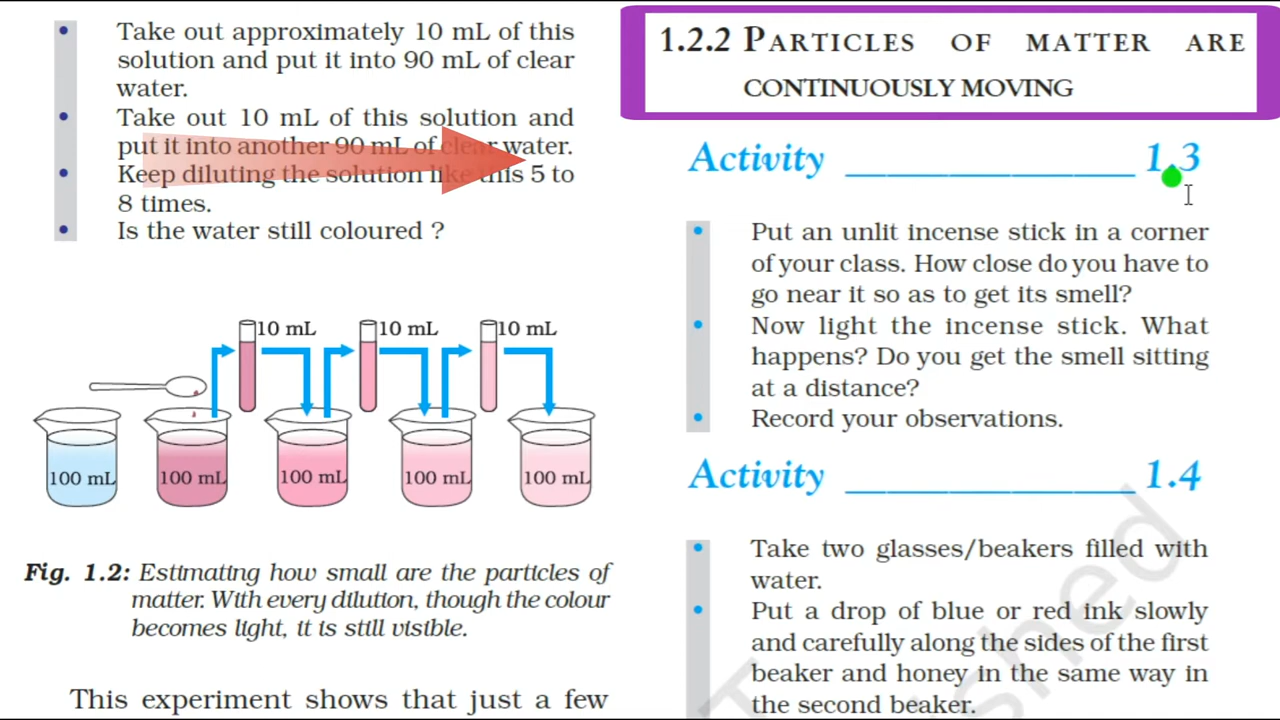 • Take out approximately 10 mL of this
solution and put it into 90 mL of clear
water.
• Take out 10 mL of this solution and
put it into another 90 mL of clear water.
• Keep diluting the solution like this 5 to
8 times.
• Is the water still coloured ?
10 mL 10 mL 10 mL
100 mL 100 mL 100 mL 100 mL 100 mL
Fig. 1.2: Estimating how small are the particles of
matter. With every dilution, though the colour
becomes light, it is still visible.
This experiment shows that just a few
1.2.2 PARTICLES OF MATTER ARE
CONTINUOUSLY MOVING
Activity ______________ 1.3
• Put an unlit incense stick in a corner
of your class. How close do you have to
go near it so as to get its smell?
• Now light the incense stick. What
happens? Do you get the smell sitting
at a distance?
• Record your observations.
Activity ______________ 1.4
• Take two glasses/beakers filled with
water.
• Put a drop of blue or red ink slowly
and carefully along the sides of the first
beaker and honey in the same way in
the second beaker.